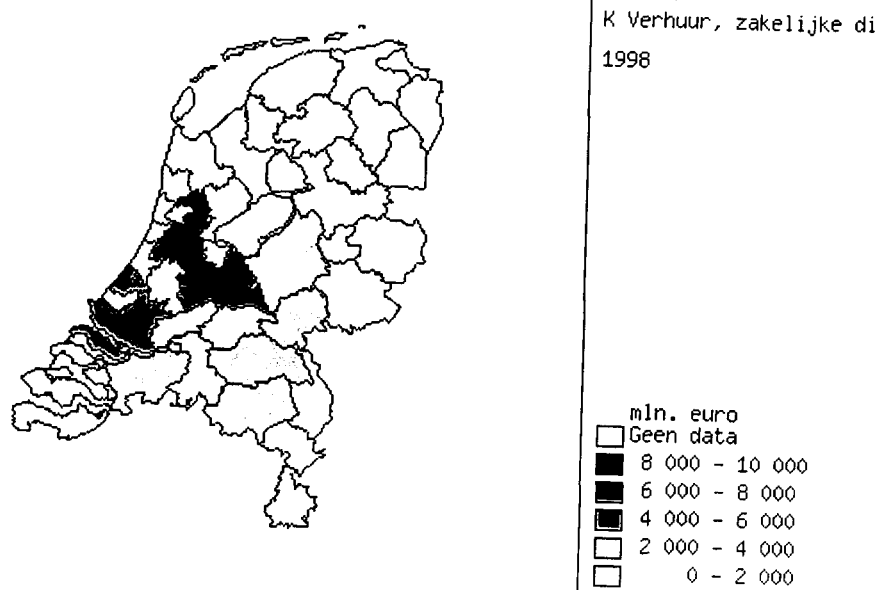 K Verhuur, zakelijke di
1998
mln. euro
Geen data
8 000 - 10 000
6 000 - 8 000
4 000 - 6 000
2 000 - 4 000
0 - 2 000